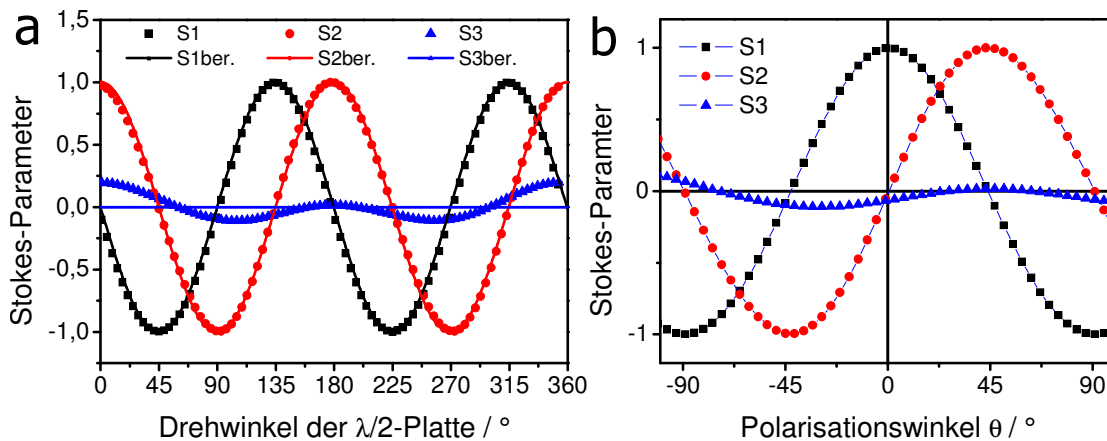 a
S1 S2 S3
S1ber. S2ber. S3ber.
1,5
1,0
0,5
0,0
-0,5
-1,0
Stokes-Parameter
0 45 90 135 180 225 270 315 360
Drehwinkel der λ/2-Platte / °
b
S1
S2
S3
1
0
-1
Stokes-Paramter
-90 -45 0 45 90
Polarisationswinkel θ / °